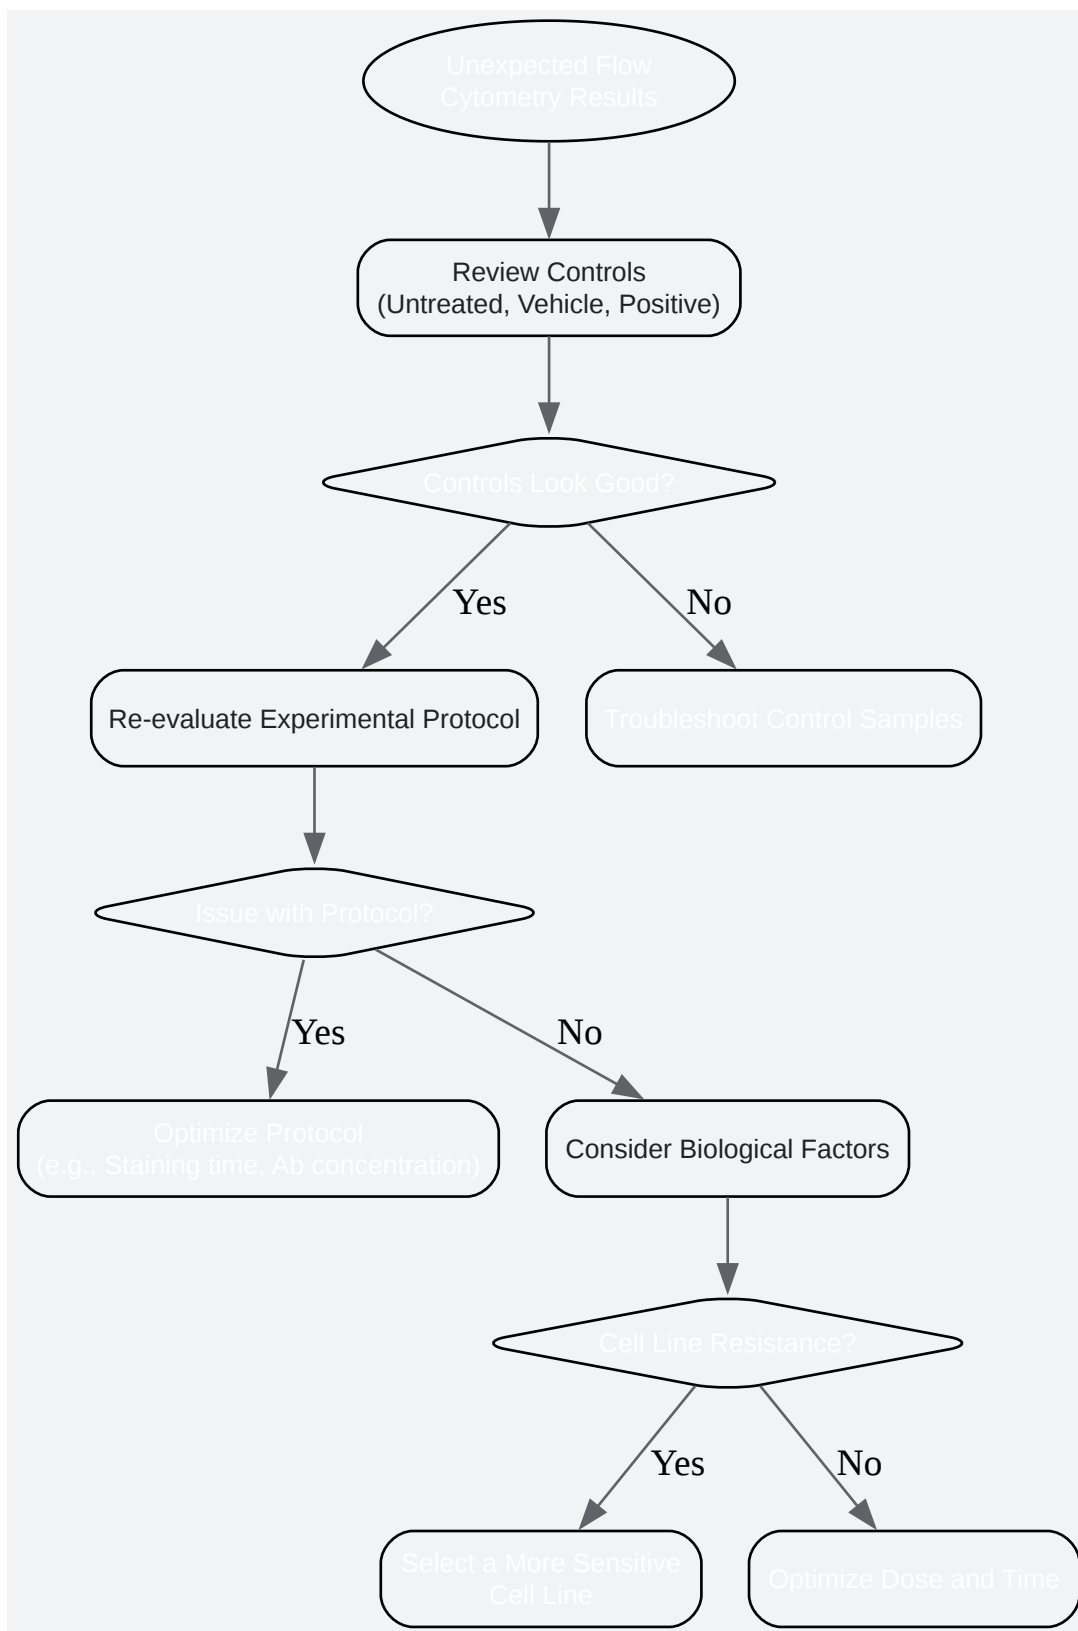 Unexpected Flow
Cytometry Results
Review Controls
(Untreated, Vehicle, Positive)
Controls Look Good?
Yes
No
Re-evaluate Experimental Protocol
Troubleshoot Control Samples
Issue with Protocol?
Yes
No
Optimize Protocol
(e.g., Staining time, Ab concentration)
Consider Biological Factors
Cell Line Resistance?
Yes
No
Select a More Sensitive
Cell Line
Optimize Dose and Time